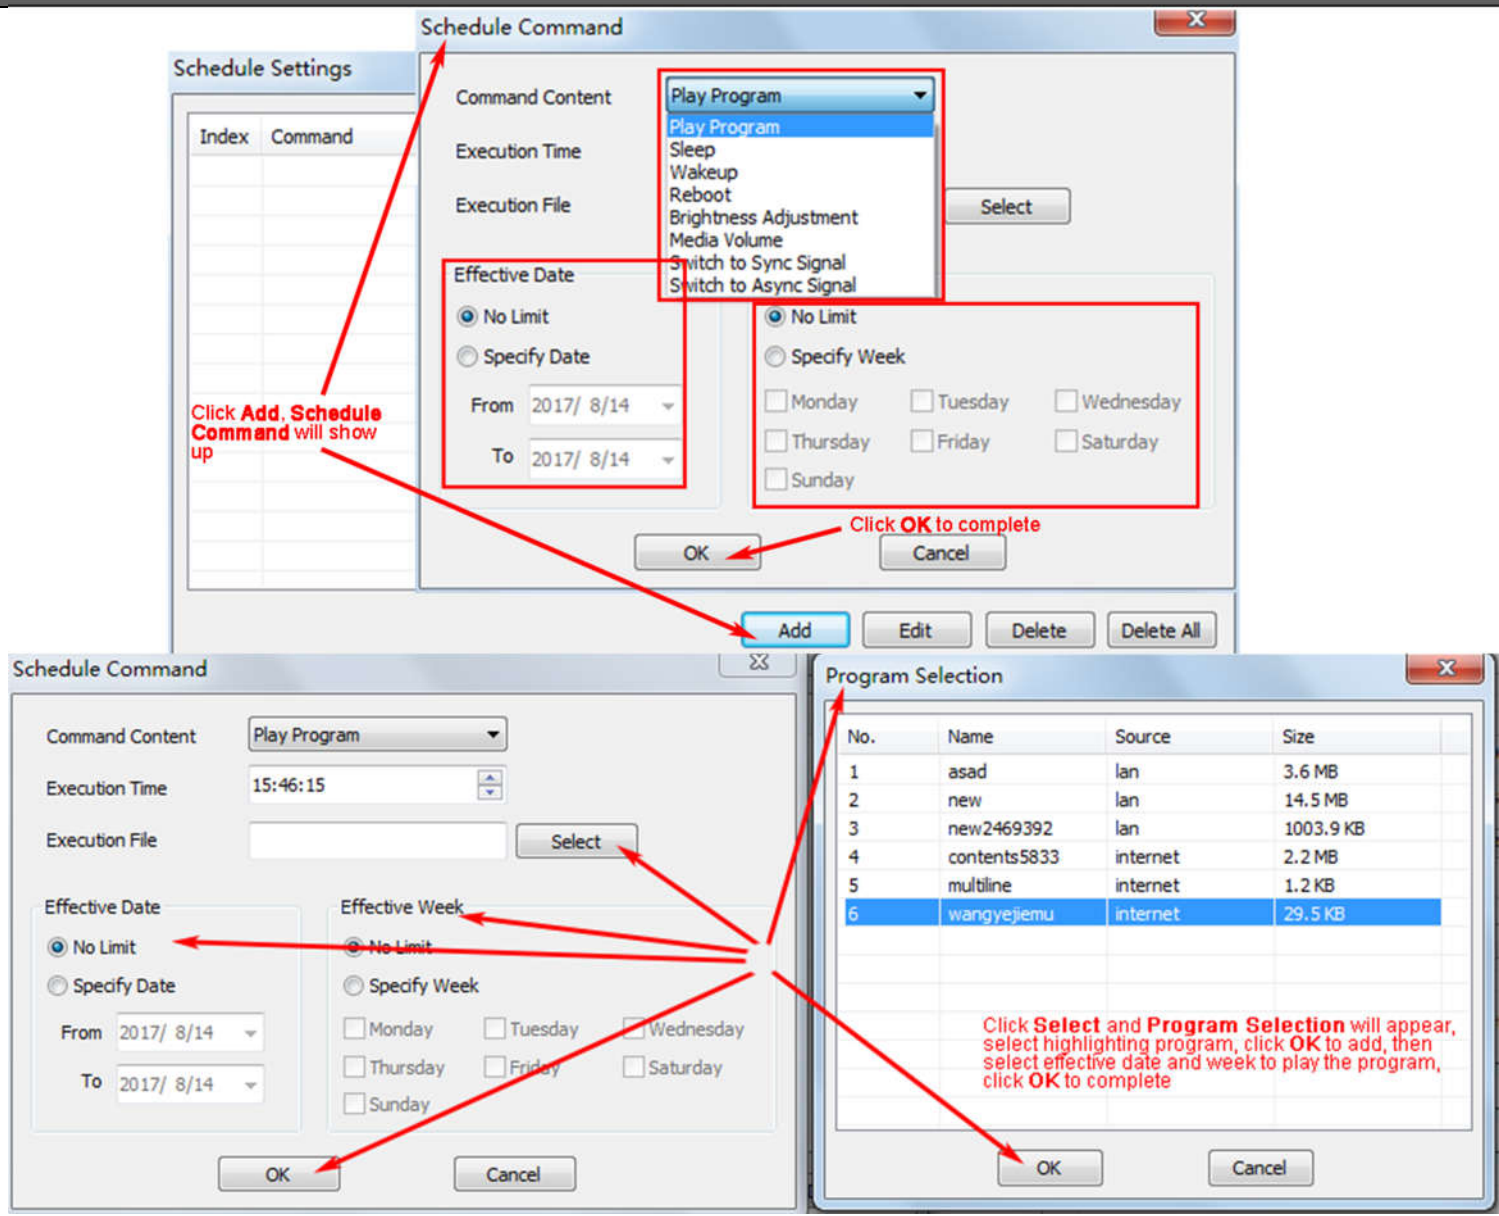 Schedule Command
Schedule Settings
Index Command
Command Content Play Program
Play Program
Execution Time
Sleep
Wakeup
Execution File
Reboot
Select
Brightness Adjustment
Media Volume
Switch to Sync Signal
Switch to Async Signal
Effective Date
No Limit
Specify Date
From 2017/ 8/14
To 2017/ 8/14
No Limit
Specify Week
Monday Tuesday Wednesday
Thursday Friday Saturday
Sunday
Click Add, Schedule
Command will show
up
Click OK to complete
OK Cancel
Add Edit Delete Delete All
Schedule Command
Command Content Play Program
Execution Time 15:46:15
Execution File Select
Effective Date
No Limit
Specify Date
From 2017/ 8/14
To 2017/ 8/14
Effective Week
No Limit
Specify Week
Monday Tuesday Wednesday
Thursday Friday Saturday
Sunday
OK Cancel
Program Selection
No. Name Source Size
1 asad lan 3.6 MB
2 new lan 14.5 MB
3 new2469392 lan 1003.9 KB
4 contents5833 internet 2.2 MB
5 multiline internet 1.2 KB
6 wangyejiemu internet 29.5 KB
Click Select and Program Selection will appear,
select highlighting program, click OK to add, then
select effective date and week to play the program,
click OK to complete
OK Cancel